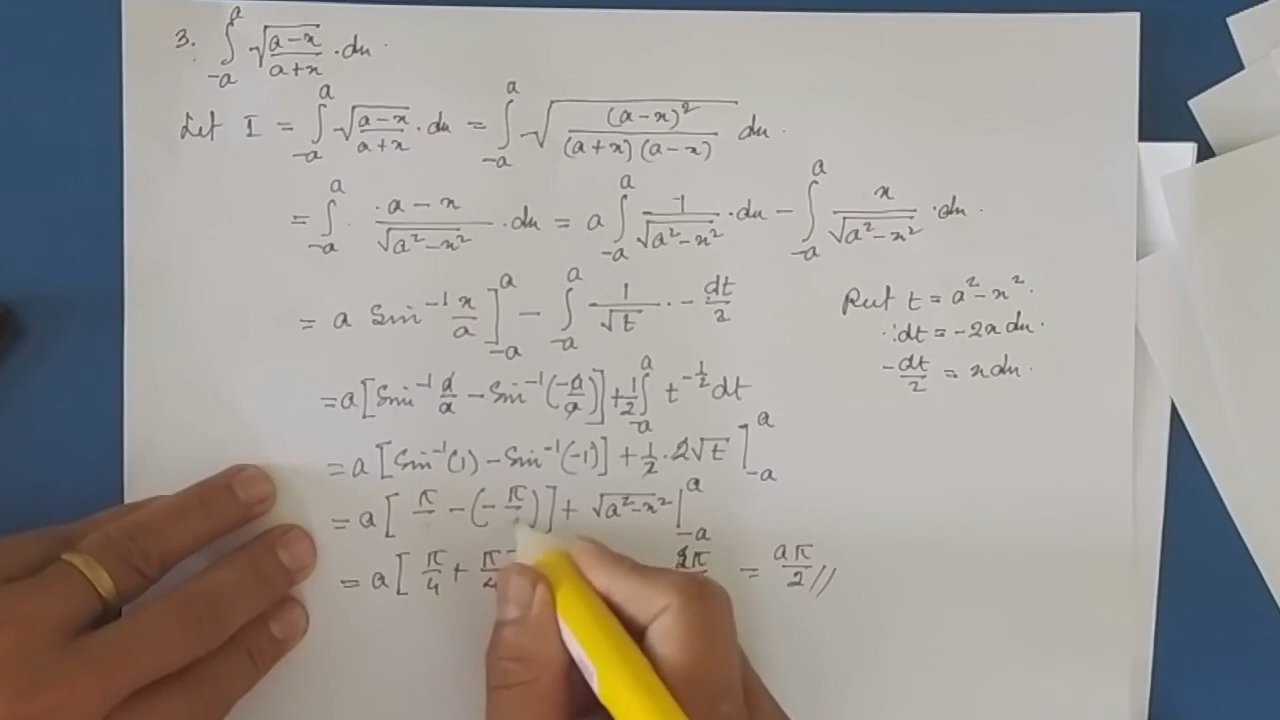 3. ∫_{-a}^{a} √((a-x)/(a+x)) · dx ·
Let I = ∫_{-a}^{a} √((a-x)/(a+x)) · dx = ∫_{-a}^{a} √((a-x)²/((a+x)(a-x))) dx ·
= ∫_{-a}^{a} (a-x)/√(a²-x²) · dx = a ∫_{-a}^{a} 1/√(a²-x²) · dx - ∫_{-a}^{a} x/√(a²-x²) · dx ·
= a Sin⁻¹ x/a ]_{-a}^{a} - ∫_{-a}^{a} 1/√t · -dt/2
Put t = a²-x² ·
∴ dt = -2x dx ·
-dt/2 = x dx ·
= a [Sin⁻¹ a/a - Sin⁻¹(-a/a)] + 1/2 ∫_{-a}^{a} t^{-1/2} dt
= a [Sin⁻¹(1) - Sin⁻¹(-1)] + 1/2 · 2√t ]_{-a}^{a}
= a [ π/ - (-π/ )] + √(a²-x²) |_{-a}^{a}
= a [ π/4 + π/4 2π = aπ/2 //